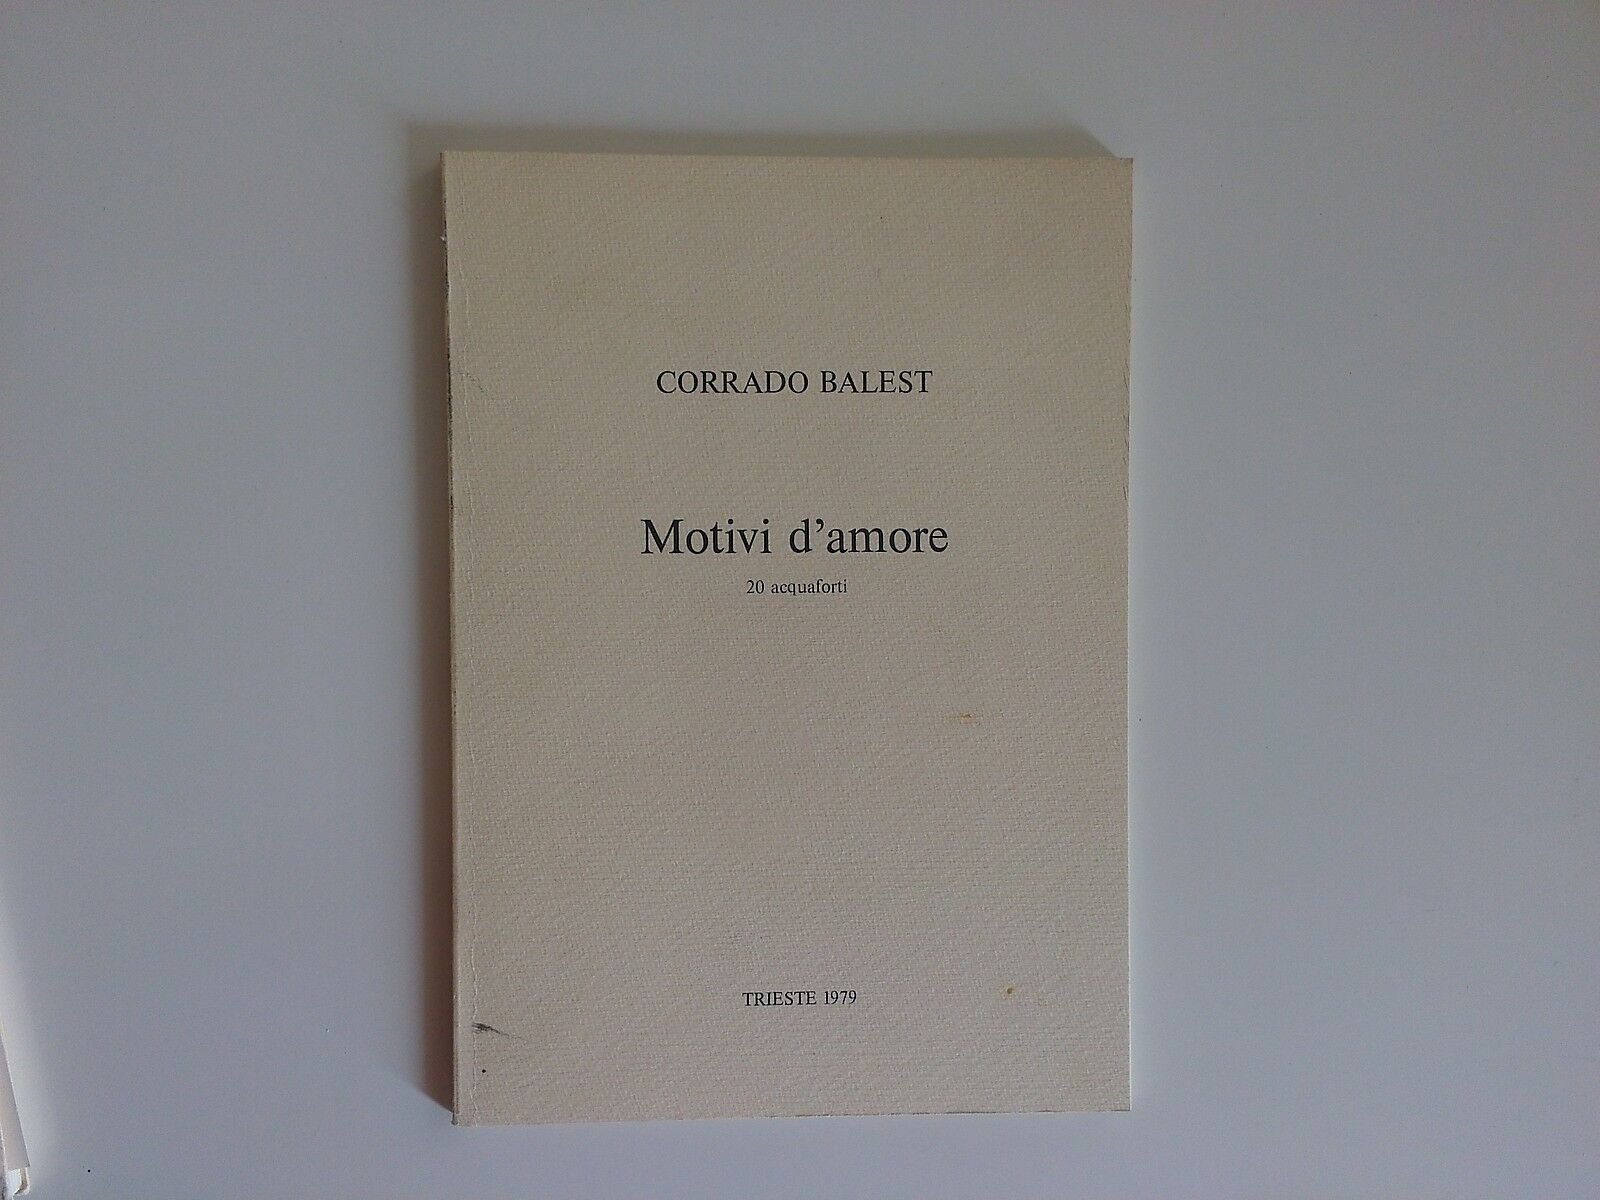 CORRADO BALEST
Motivi d’amore
20 acquaforti
TRIESTE 1979